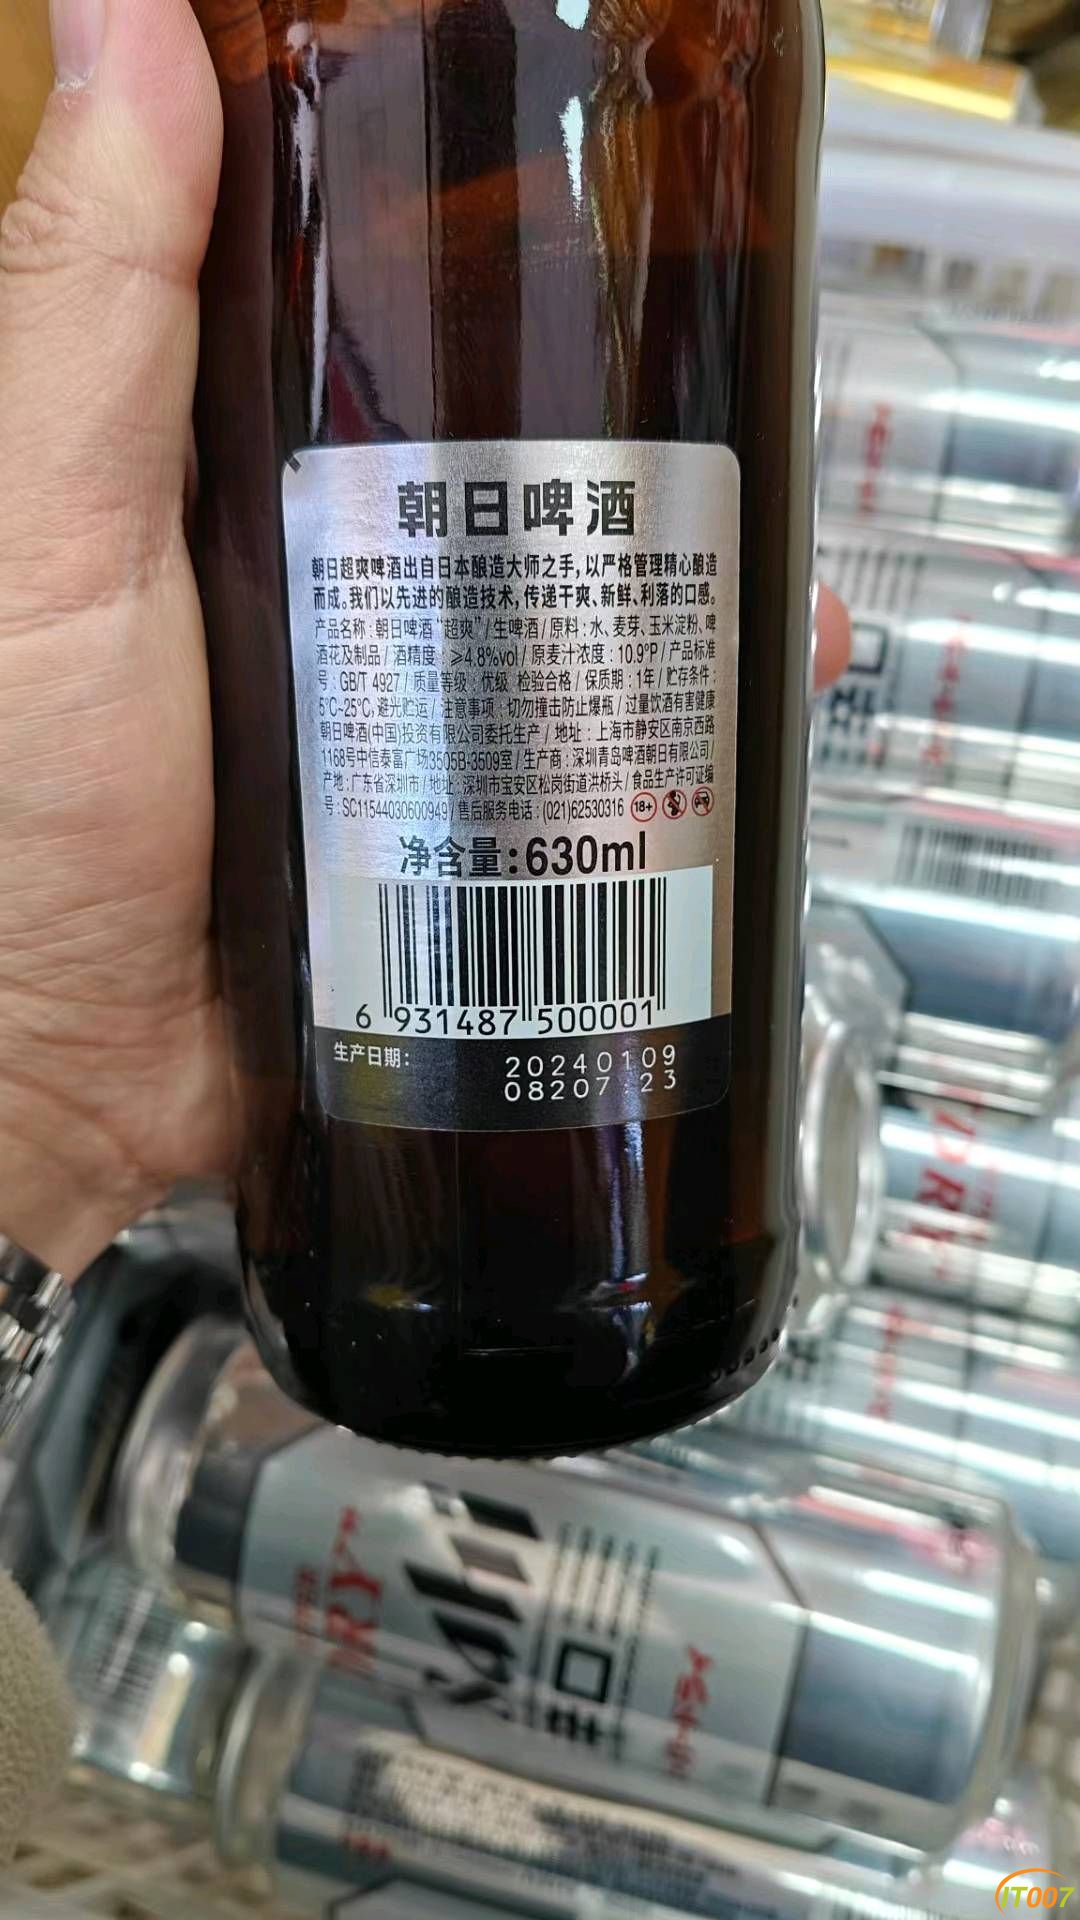 朝日啤酒
朝日超爽啤酒出自日本酿造大师之手,以严格管理精心酿造
而成。我们以先进的酿造技术,传递干爽、新鲜、利落的口感。
产品名称:朝日啤酒“超爽”/生啤酒/原料:水、麦芽、玉米淀粉、啤
酒花及制品/酒精度:≥4.8%vol/原麦汁浓度:10.9°P/产品标准
号:GB/T 4927/质量等级:优级 检验合格/保质期:1年/贮存条件:
5°C~25°C,避光贮运/注意事项:切勿撞击防止爆瓶/过量饮酒有害健康
朝日啤酒(中国)投资有限公司委托生产/地址:上海市静安区南京西路
1168号中信泰富广场3505B-3509室/生产商:深圳青岛啤酒朝日有限公司/
产地:广东省深圳市/地址:深圳市宝安区松岗街道洪桥头/食品生产许可证编
号:SC11544030600949/售后服务电话:(021)62530316 18+
净含量:630ml
6 931487 500001
生产日期:
20240109
08207:23
DRY
IT007